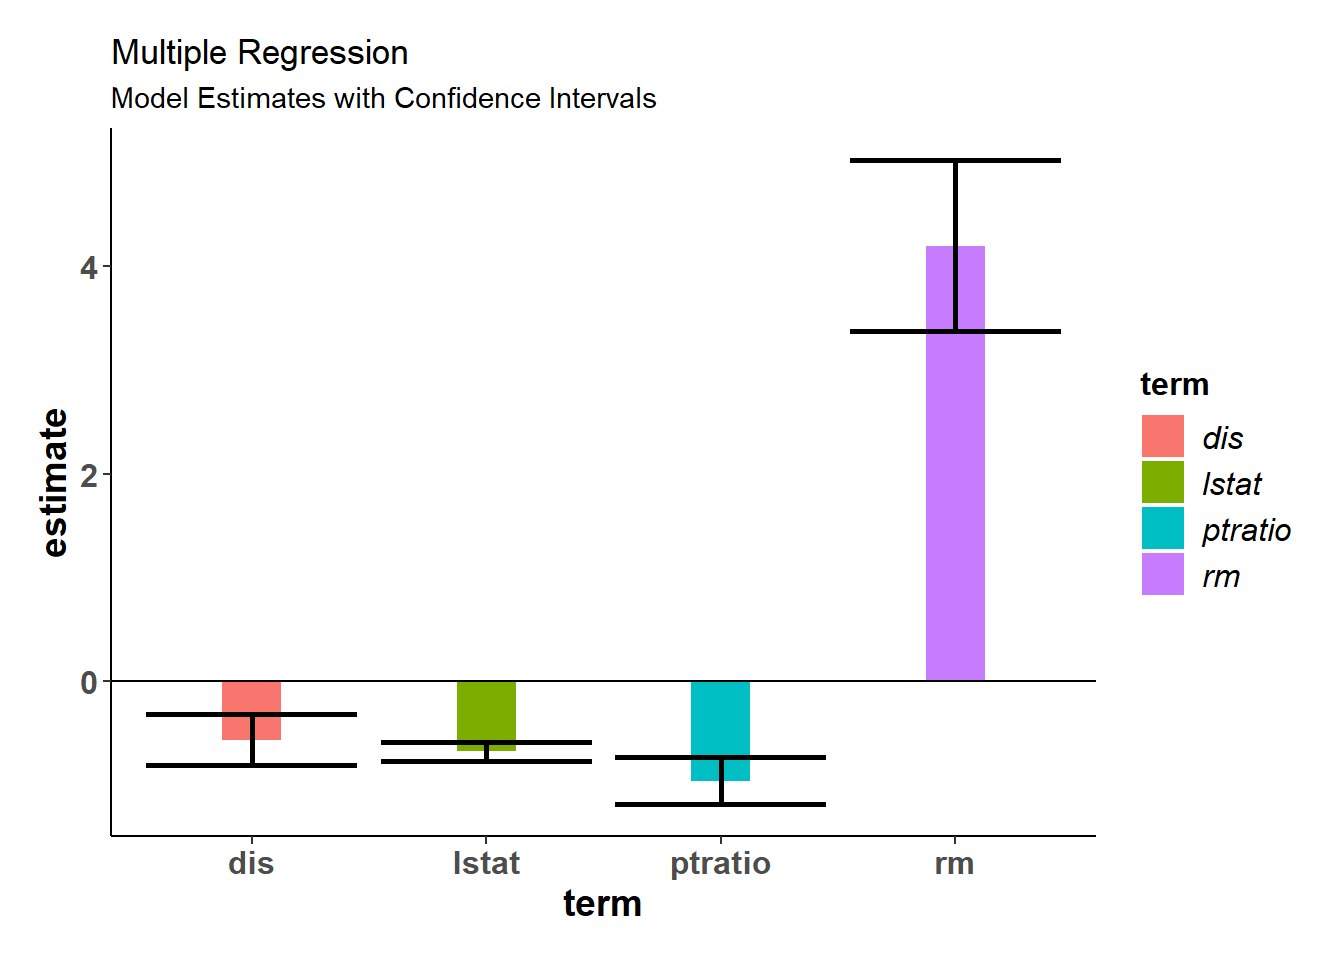 Multiple Regression
Model Estimates with Confidence Intervals
estimate
4
2
0
dis
lstat
ptratio
rm
term
term
dis
lstat
ptratio
rm